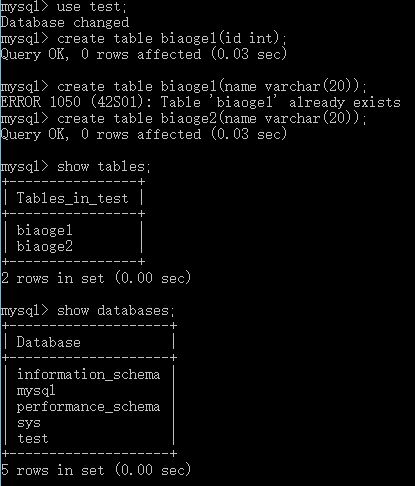 mysql> use test;
Database changed
mysql> create table biaoge1(id int);
Query OK, 0 rows affected (0.03 sec)

mysql> create table biaoge1(name varchar(20));
ERROR 1050 (42S01): Table 'biaoge1' already exists
mysql> create table biaoge2(name varchar(20));
Query OK, 0 rows affected (0.03 sec)

mysql> show tables;
+----------------+
| Tables_in_test |
+----------------+
| biaoge1        |
| biaoge2        |
+----------------+
2 rows in set (0.00 sec)

mysql> show databases;
+--------------------+
| Database           |
+--------------------+
| information_schema |
| mysql              |
| performance_schema |
| sys                |
| test               |
+--------------------+
5 rows in set (0.00 sec)